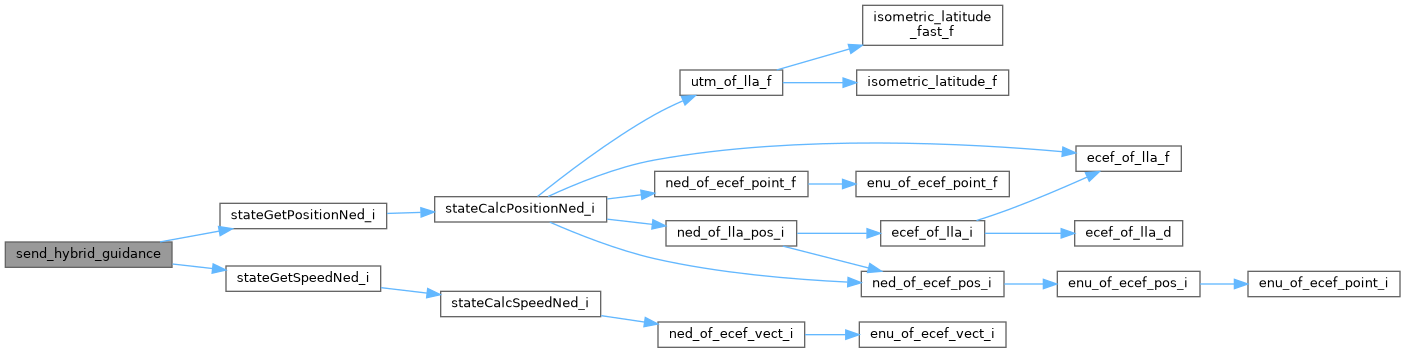 isometric_latitude
_fast_f
utm_of_lla_f
isometric_latitude_f
ecef_of_lla_f
ned_of_ecef_point_f
enu_of_ecef_point_f
stateGetPositionNed_i
stateCalcPositionNed_i
ned_of_lla_pos_i
ecef_of_lla_i
ecef_of_lla_d
send_hybrid_guidance
stateGetSpeedNed_i
ned_of_ecef_pos_i
enu_of_ecef_pos_i
enu_of_ecef_point_i
stateCalcSpeedNed_i
ned_of_ecef_vect_i
enu_of_ecef_vect_i